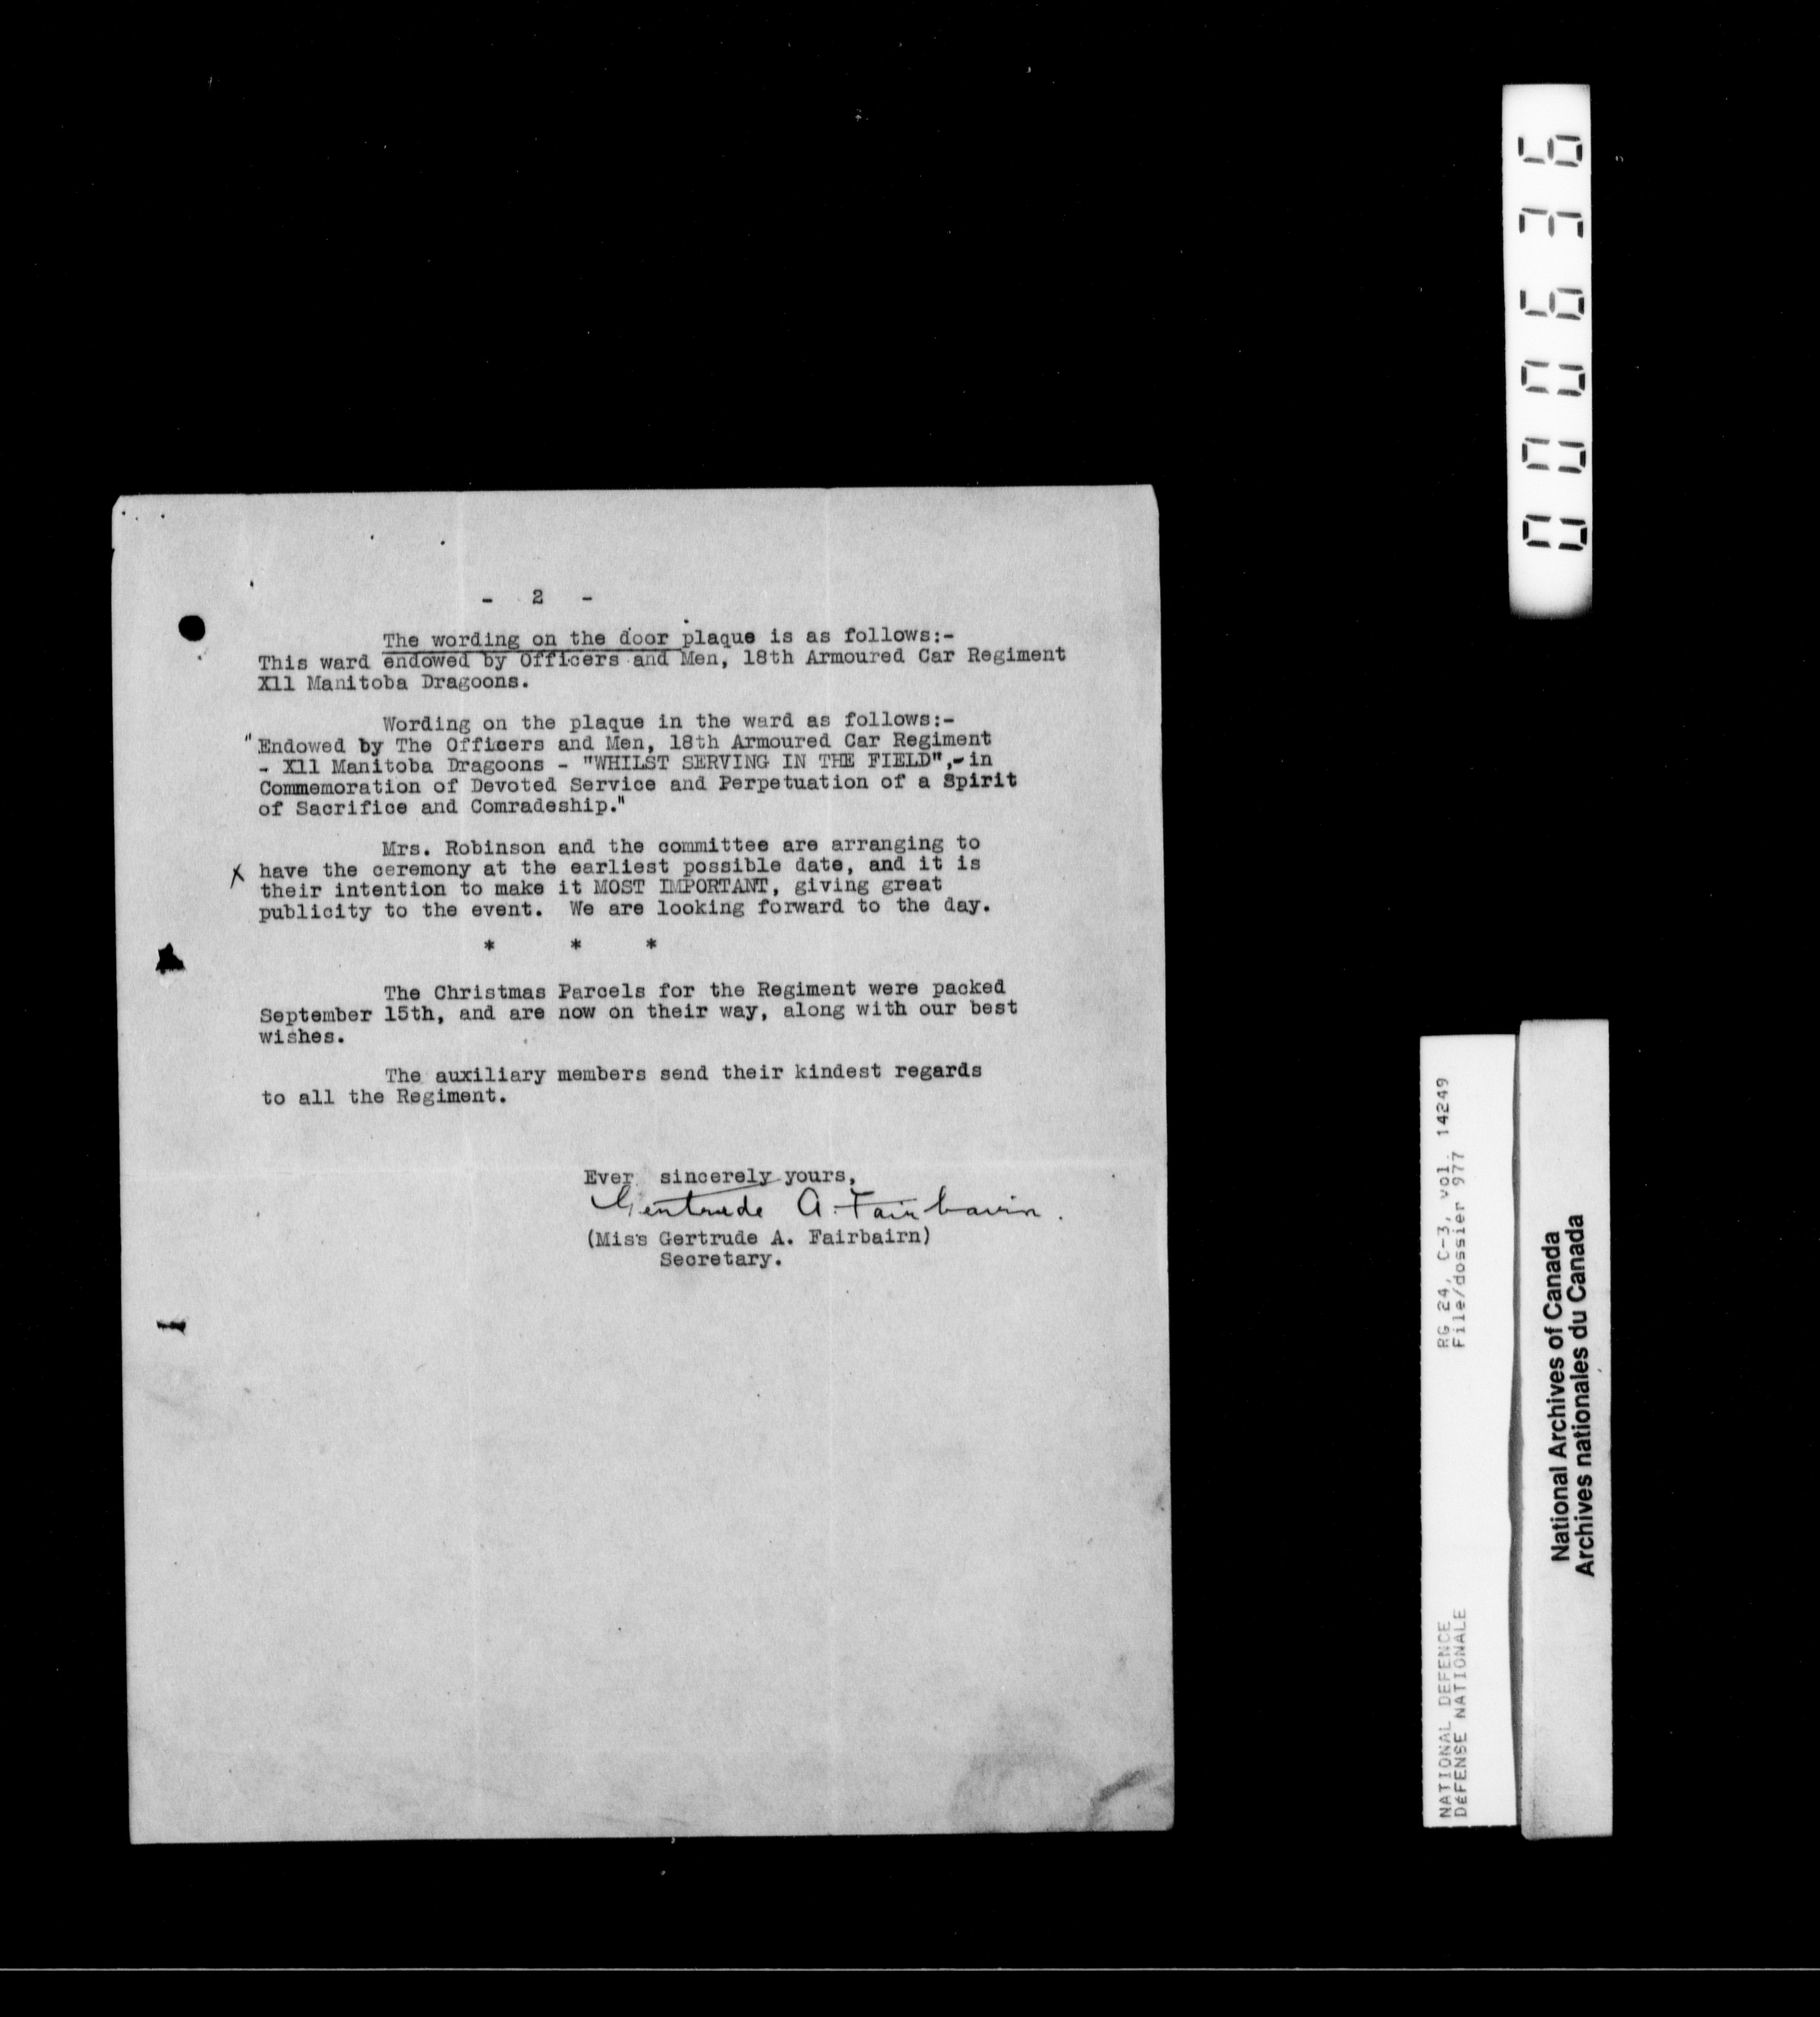 - 2 -
The wording on the door plaque is as follows:-
This ward endowed by Officers and Men, 18th Armoured Car Regiment
X11 Manitoba Dragoons.
Wording on the plaque in the ward as follows:-
"Endowed by The Officers and Men, 18th Armoured Car Regiment
- X11 Manitoba Dragoons - "WHILST SERVING IN THE FIELD",-in
Commemoration of Devoted Service and Perpetuation of a Spirit
of Sacrifice and Comradeship."
Mrs. Robinson and the committee are arranging to
X have the ceremony at the earliest possible date, and it is
their intention to make it MOST IMPORTANT, giving great
publicity to the event. We are looking forward to the day.
* * *
The Christmas Parcels for the Regiment were packed
September 15th, and are now on their way, along with our best
wishes.
The auxiliary members send their kindest regards
to all the Regiment.
Ever sincerely yours,
Gertrude A. Fairbairn.
(Miss Gertrude A. Fairbairn)
Secretary.
000636
RG 24, C-3, vol. 14249
File/dossier 977
NATIONAL DEFENCE
DÉFENSE NATIONALE
National Archives of Canada
Archives nationales du Canada